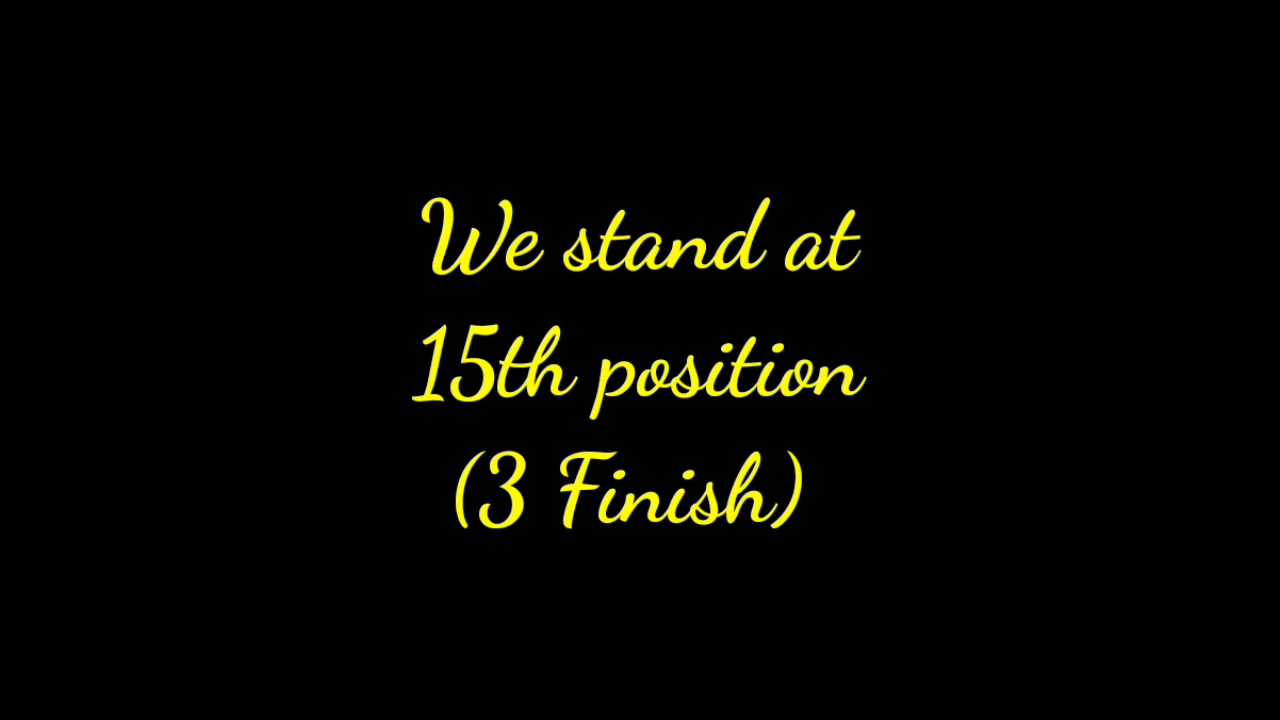 We stand at
15th position
(3 Finish)